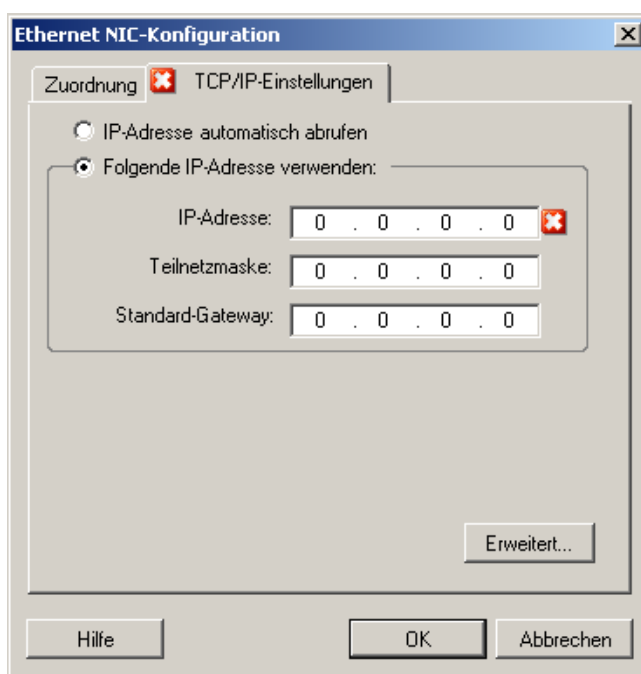 Ethernet NIC-Konfiguration
Zuordnung TCP/IP-Einstellungen
IP-Adresse automatisch abrufen
Folgende IP-Adresse verwenden:
IP-Adresse: 0 . 0 . 0 . 0
Teilnetzmaske: 0 . 0 . 0 . 0
Standard-Gateway: 0 . 0 . 0 . 0
Erweitert...
Hilfe OK Abbrechen